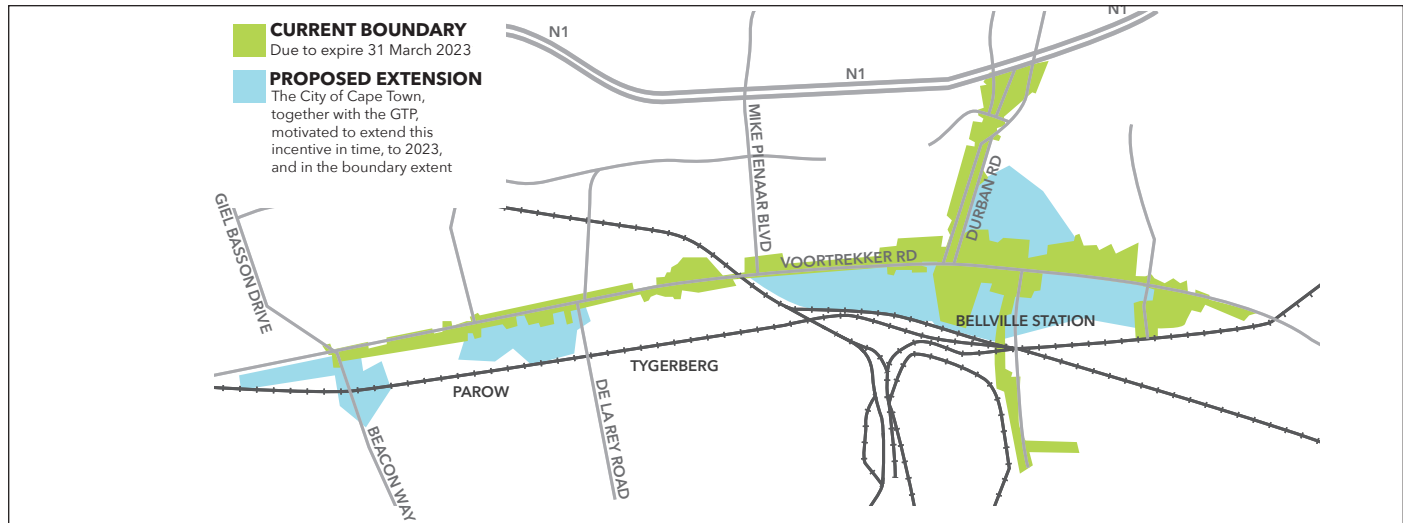 CURRENT BOUNDARY
Due to expire 31 March 2023
PROPOSED EXTENSION
The City of Cape Town,
together with the GTP,
motivated to extend this
incentive in time, to 2023,
and in the boundary extent
N1
N1
N1
MIKE PIENAAR BLVD
DURBAN RD
GIEL BASSON DRIVE
VOORTREKKER RD
BELLVILLE STATION
TYGERBERG
PAROW
DE LA REY ROAD
BEACON WAY